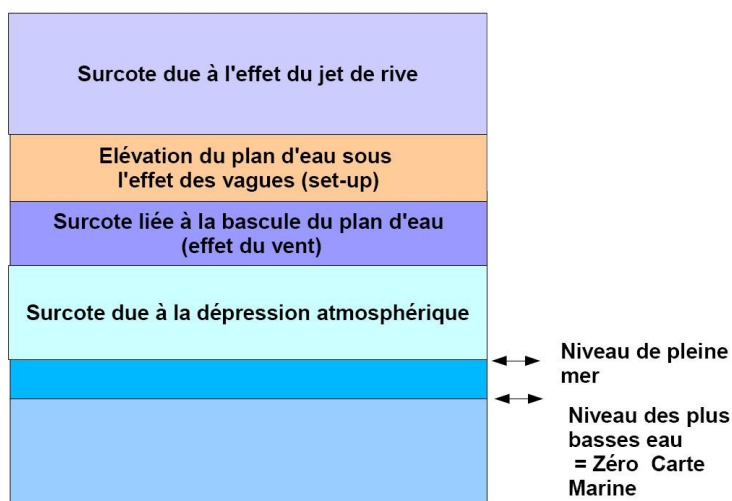 Surcote due à l'effet du jet de rive
Elévation du plan d'eau sous
l'effet des vagues (set-up)
Surcote liée à la bascule du plan d'eau
(effet du vent)
Surcote due à la dépression atmosphérique
Niveau de pleine
mer
Niveau des plus
basses eau
= Zéro Carte
Marine